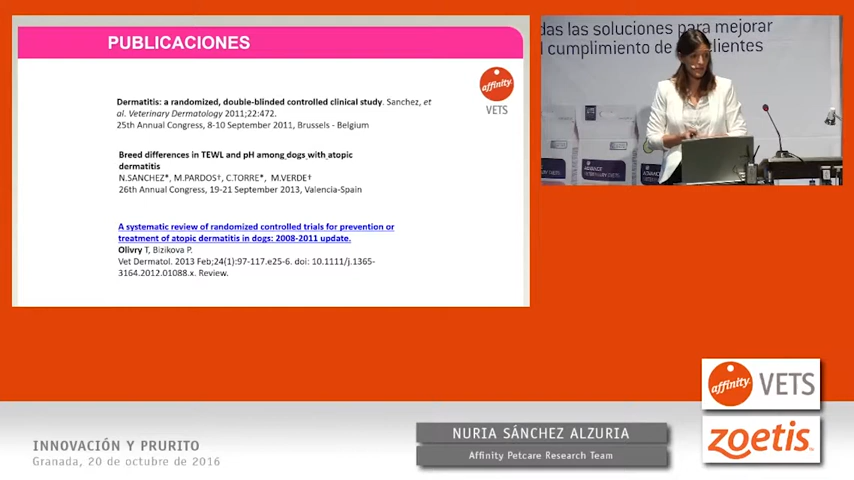 PUBLICACIONES
affinity
VETS
Dermatitis: a randomized, double-blinded controlled clinical study. Sanchez, et
al. Veterinary Dermatology 2011;22:472.
25th Annual Congress, 8-10 September 2011, Brussels - Belgium
Breed differences in TEWL and pH among dogs with atopic
dermatitis
N.SANCHEZ*, M.PARDOS†, C.TORRE*, M.VERDE†
26th Annual Congress, 19-21 September 2013, Valencia-Spain
A systematic review of randomized controlled trials for prevention or
treatment of atopic dermatitis in dogs: 2008-2011 update.
Olivry T, Bizikova P.
Vet Dermatol. 2013 Feb;24(1):97-117.e25-6. doi: 10.1111/j.1365-
3164.2012.01088.x. Review.
das las soluciones para mejorar
l cumplimiento de lientes
ADVANCE
affinity VETS
zoetis
NURIA SÁNCHEZ ALZURIA
Affinity Petcare Research Team
INNOVACIÓN Y PRURITO
Granada, 20 de octubre de 2016